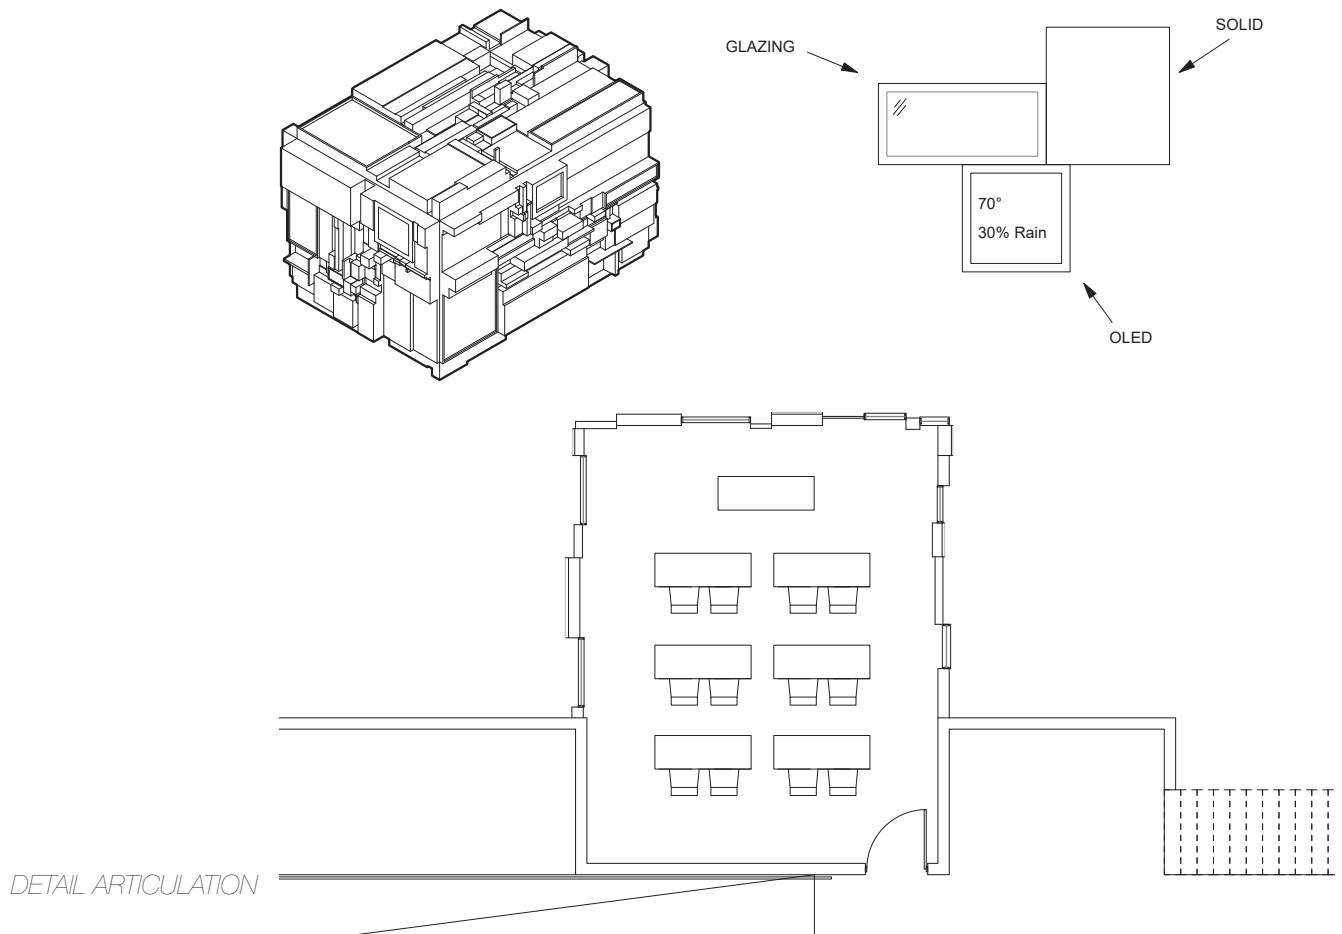 GLAZING
SOLID
70°
30% Rain
OLED
DETAIL ARTICULATION